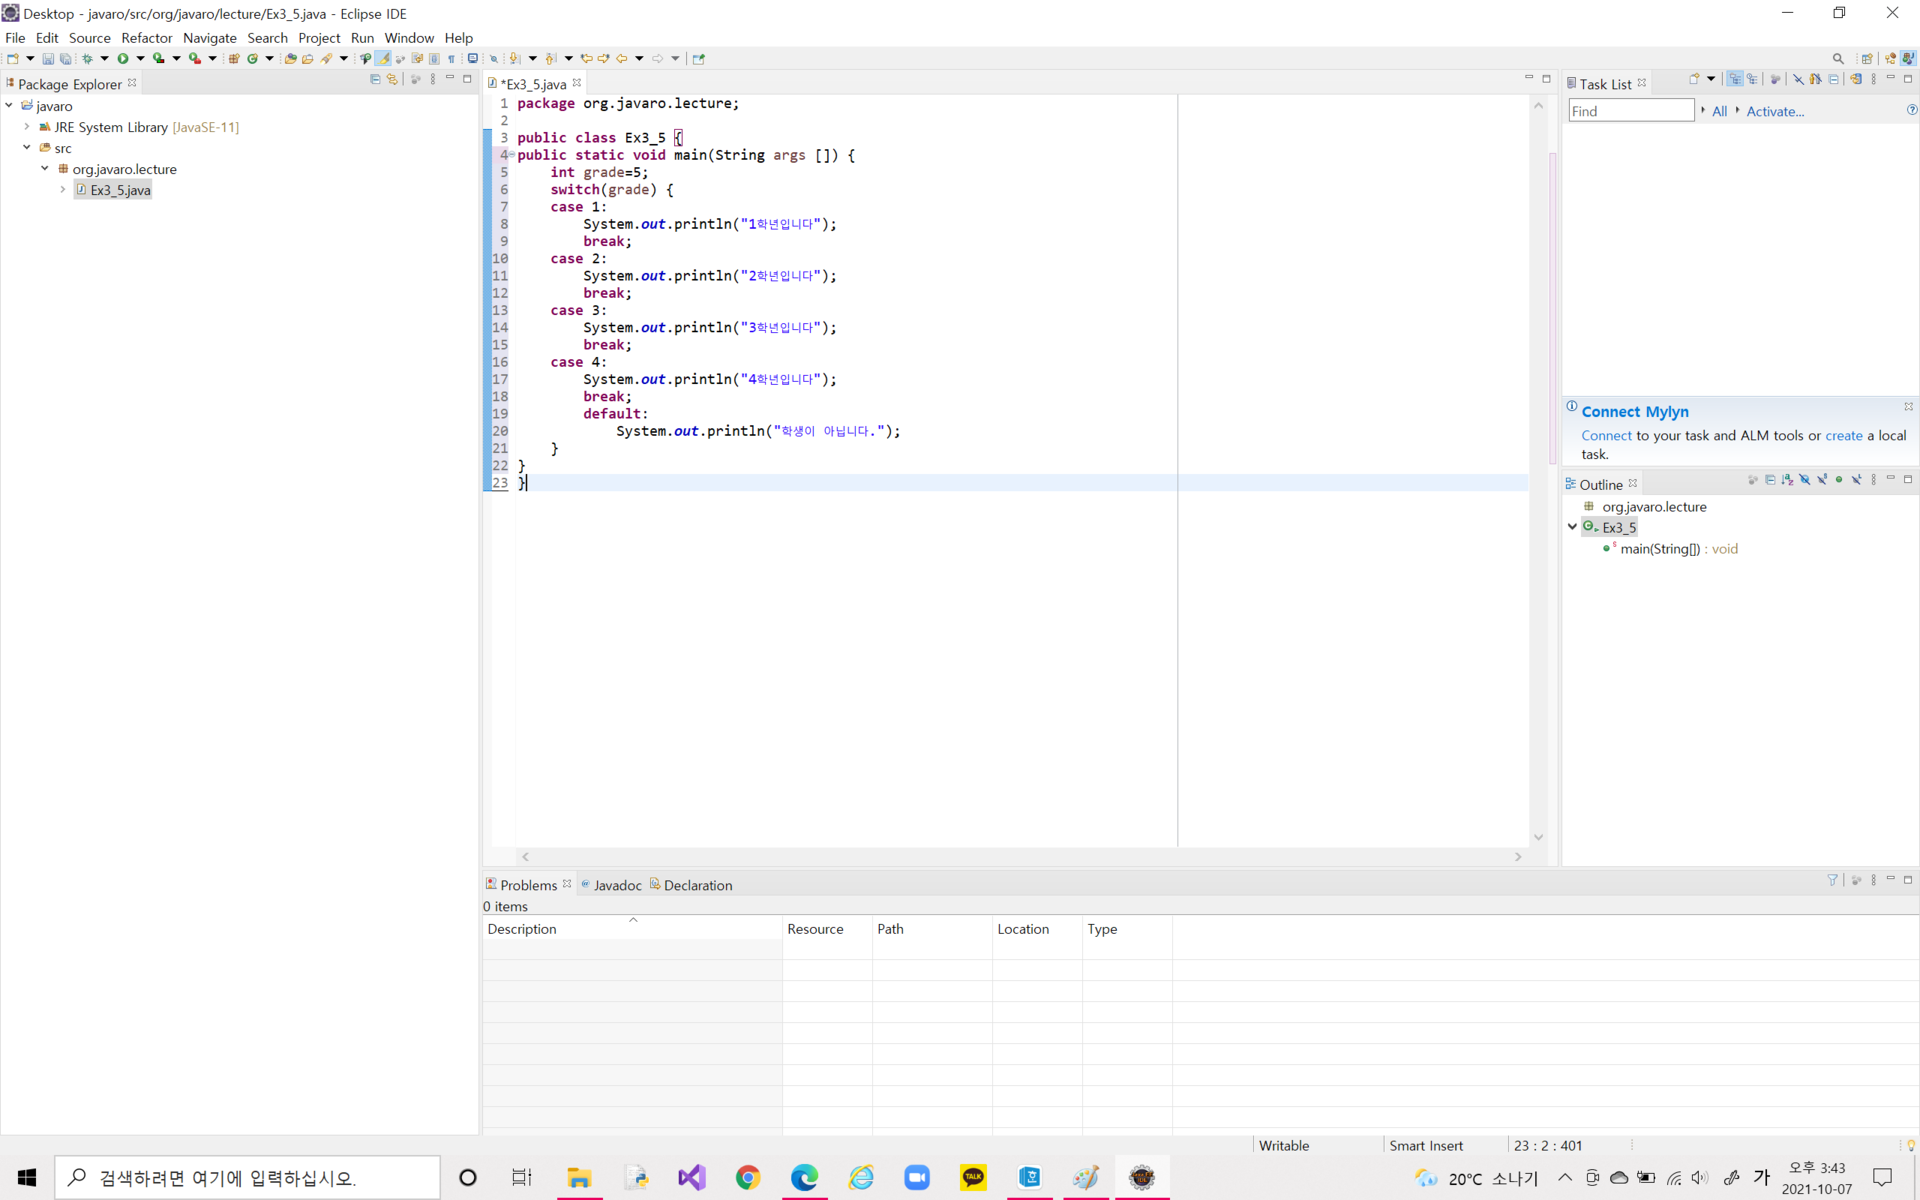 Desktop - javaro/src/org/javaro/lecture/Ex3_5.java - Eclipse IDE
File Edit Source Refactor Navigate Search Project Run Window Help
Package Explorer
javaro
JRE System Library [JavaSE-11]
src
org.javaro.lecture
Ex3_5.java
*Ex3_5.java
1 package org.javaro.lecture;
2
3 public class Ex3_5 {
4 public static void main(String args []) {
5 int grade=5;
6 switch(grade) {
7 case 1:
8 System.out.println("1학년입니다");
9 break;
10 case 2:
11 System.out.println("2학년입니다");
12 break;
13 case 3:
14 System.out.println("3학년입니다");
15 break;
16 case 4:
17 System.out.println("4학년입니다");
18 break;
19 default:
20 System.out.println("학생이 아닙니다.");
21 }
22 }
23 }
Task List
Find All Activate...
Connect Mylyn
Connect to your task and ALM tools or create a local
task.
Outline
org.javaro.lecture
Ex3_5
main(String[]) : void
Problems Javadoc Declaration
0 items
Description Resource Path Location Type
Writable Smart Insert 23 : 2 : 401
검색하려면 여기에 입력하십시오.
TALK
20°C 소나기
가
오후 3:43
2021-10-07